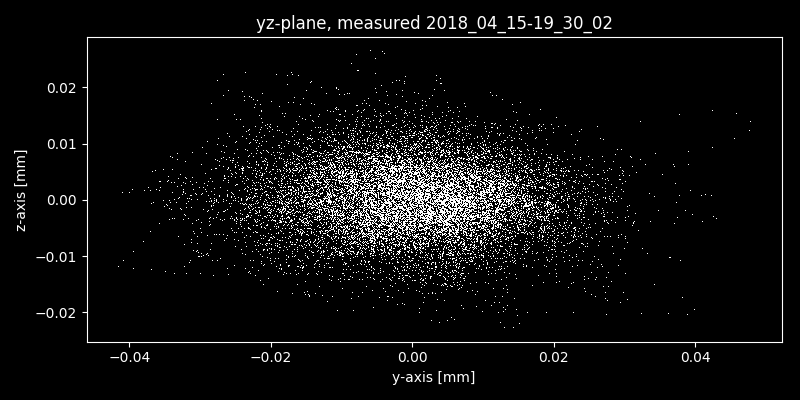 yz-plane, measured 2018_04_15-19_30_02
z-axis [mm]
0.02
0.01
0.00
−0.01
−0.02
−0.04 −0.02 0.00 0.02 0.04
y-axis [mm]